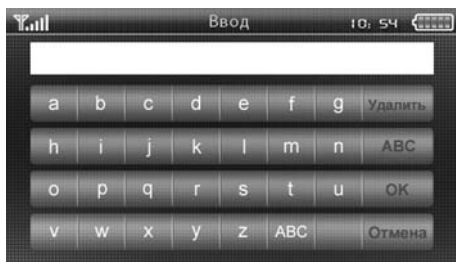 Ввод 10:54
a b c d e f g Удалить
h i j k l m n ABC
o p q r s t u OK
v w x y z ABC Отмена